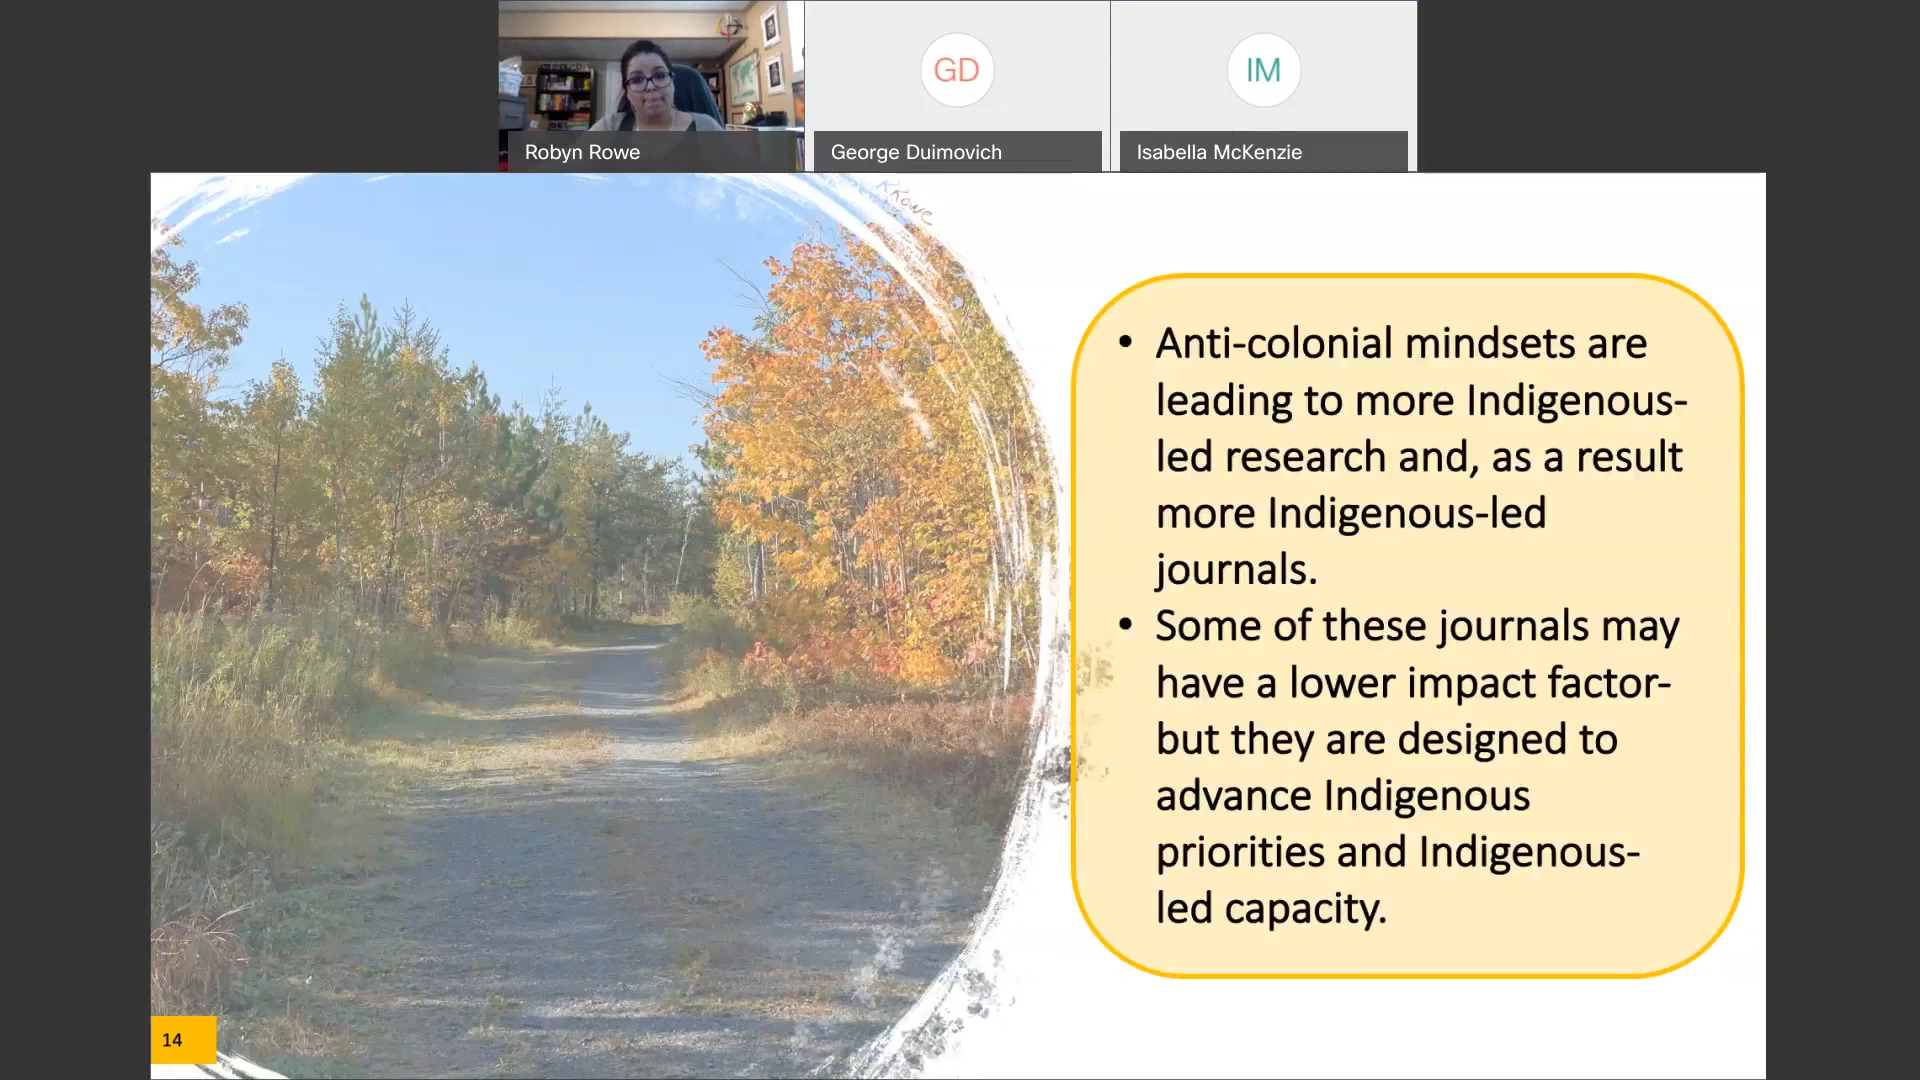 Robyn Rowe
GD
George Duimovich
IM
Isabella McKenzie
RRowe
• Anti-colonial mindsets are
leading to more Indigenous-
led research and, as a result
more Indigenous-led
journals.
• Some of these journals may
have a lower impact factor-
but they are designed to
advance Indigenous
priorities and Indigenous-
led capacity.
14